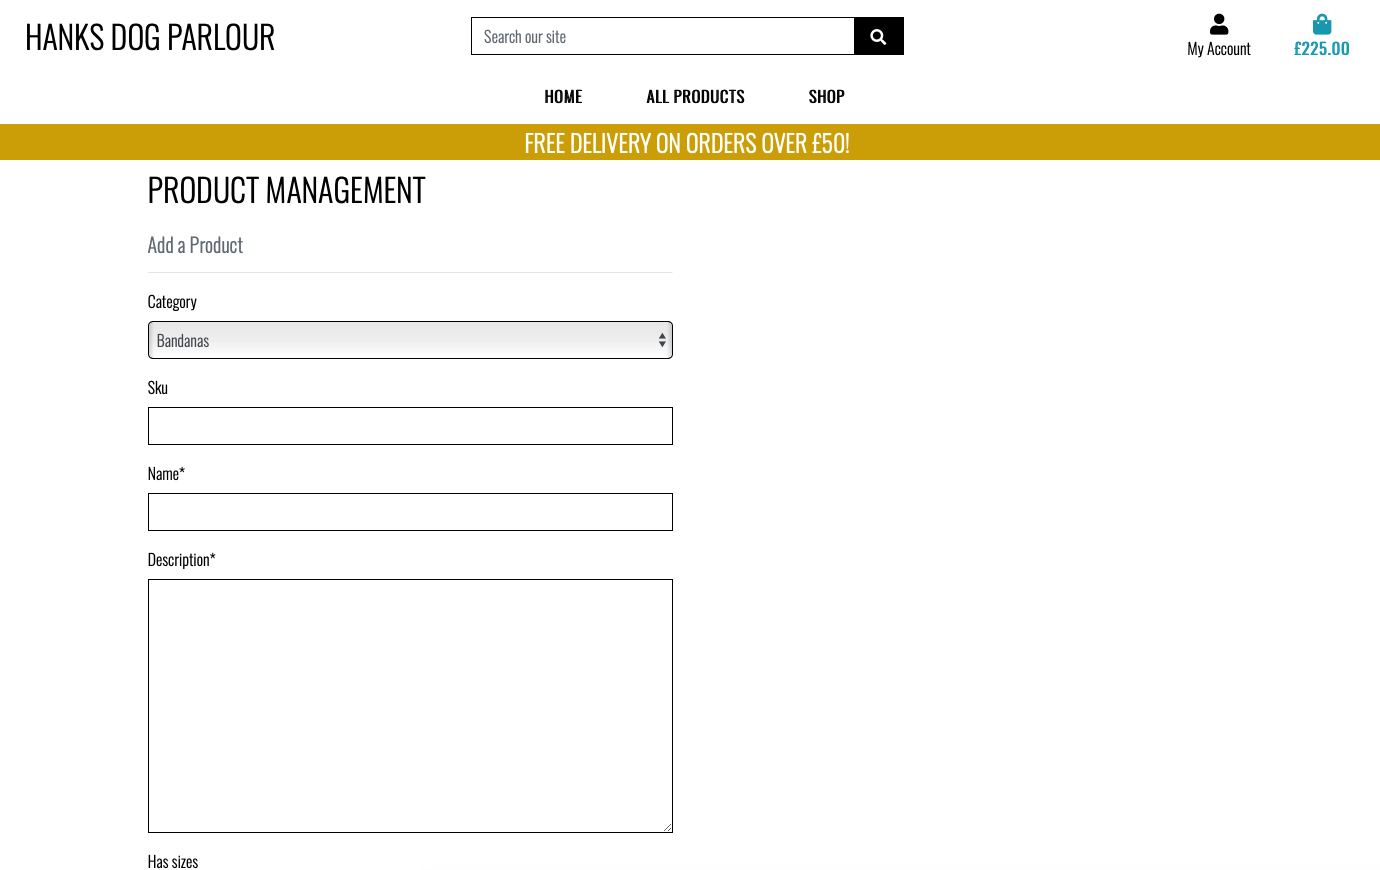 HANKS DOG PARLOUR
Search our site
My Account
£225.00
HOME ALL PRODUCTS SHOP
FREE DELIVERY ON ORDERS OVER £50!
PRODUCT MANAGEMENT
Add a Product
Category
Bandanas
Sku
Name*
Description*
Has sizes